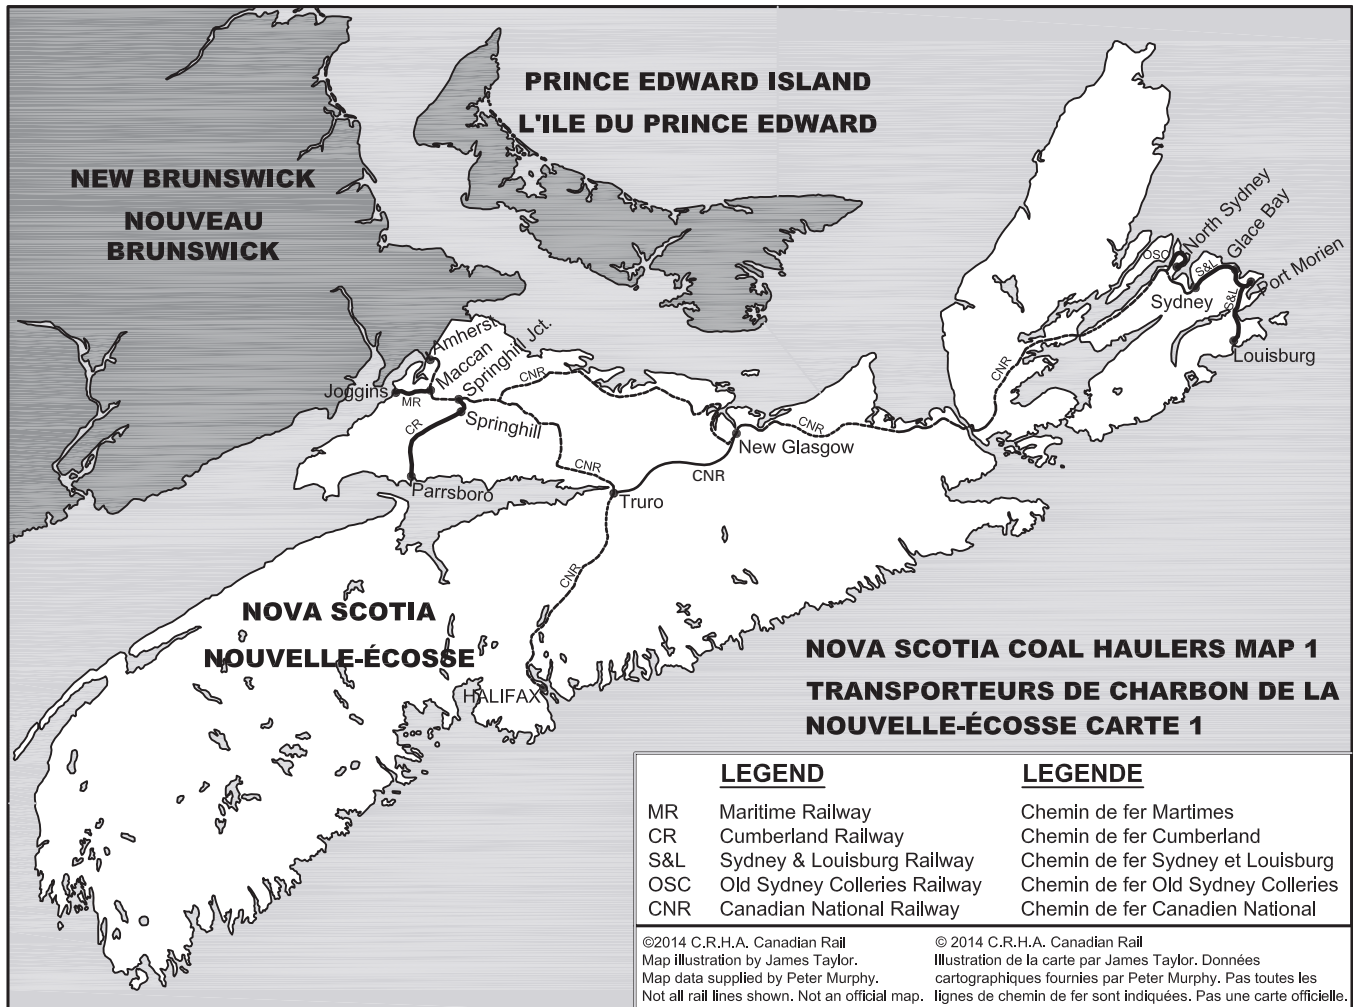 PRINCE EDWARD ISLAND
L'ILE DU PRINCE EDWARD
NEW BRUNSWICK
NOUVEAU
BRUNSWICK
North Sydney
Glace Bay
Port Morien
OSC
S&L
S&L
Sydney
Louisburg
CNR
Amherst
Maccan
Springhill Jct.
Joggins
MR
CR
Springhill
Parrsboro
CNR
CNR
CNR
CNR
New Glasgow
Truro
CNR
NOVA SCOTIA
NOUVELLE-ÉCOSSE
HALIFAX
NOVA SCOTIA COAL HAULERS MAP 1
TRANSPORTEURS DE CHARBON DE LA
NOUVELLE-ÉCOSSE CARTE 1
LEGEND LEGENDE
MR Maritime Railway Chemin de fer Martimes
CR Cumberland Railway Chemin de fer Cumberland
S&L Sydney & Louisburg Railway Chemin de fer Sydney et Louisburg
OSC Old Sydney Colleries Railway Chemin de fer Old Sydney Colleries
CNR Canadian National Railway Chemin de fer Canadien National
©2014 C.R.H.A. Canadian Rail
Map illustration by James Taylor.
Map data supplied by Peter Murphy.
Not all rail lines shown. Not an official map.
© 2014 C.R.H.A. Canadian Rail
Illustration de la carte par James Taylor. Données
cartographiques fournies par Peter Murphy. Pas toutes les
lignes de chemin de fer sont indiquées. Pas une carte officielle.